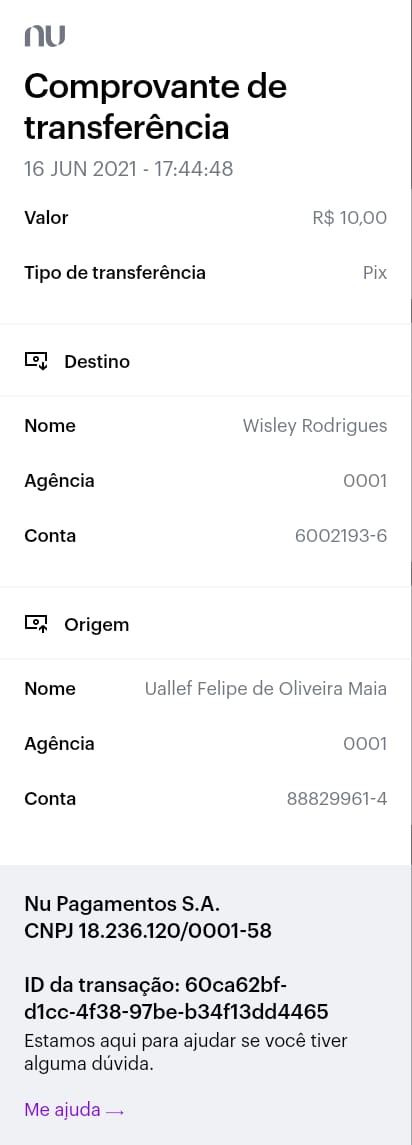 nu
Comprovante de
transferência
16 JUN 2021 - 17:44:48
Valor R$ 10,00
Tipo de transferência Pix
Destino
Nome Wisley Rodrigues
Agência 0001
Conta 6002193-6
Origem
Nome Uallef Felipe de Oliveira Maia
Agência 0001
Conta 88829961-4
Nu Pagamentos S.A.
CNPJ 18.236.120/0001-58
ID da transação: 60ca62bf-
d1cc-4f38-97be-b34f13dd4465
Estamos aqui para ajudar se você tiver
alguma dúvida.
Me ajuda →